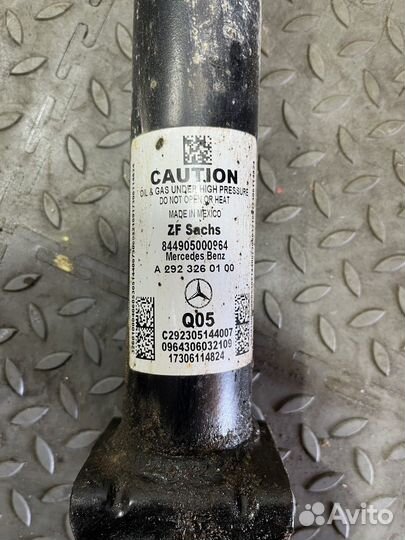 CAUTION
OIL & GAS UNDER HIGH PRESSURE
DO NOT OPEN OR HEAT
MADE IN MEXICO
ZF Sachs
844905000964
Mercedes Benz
A 292 326 01 00
Q05
C292305144007
0964306032109
17306114824
Avito